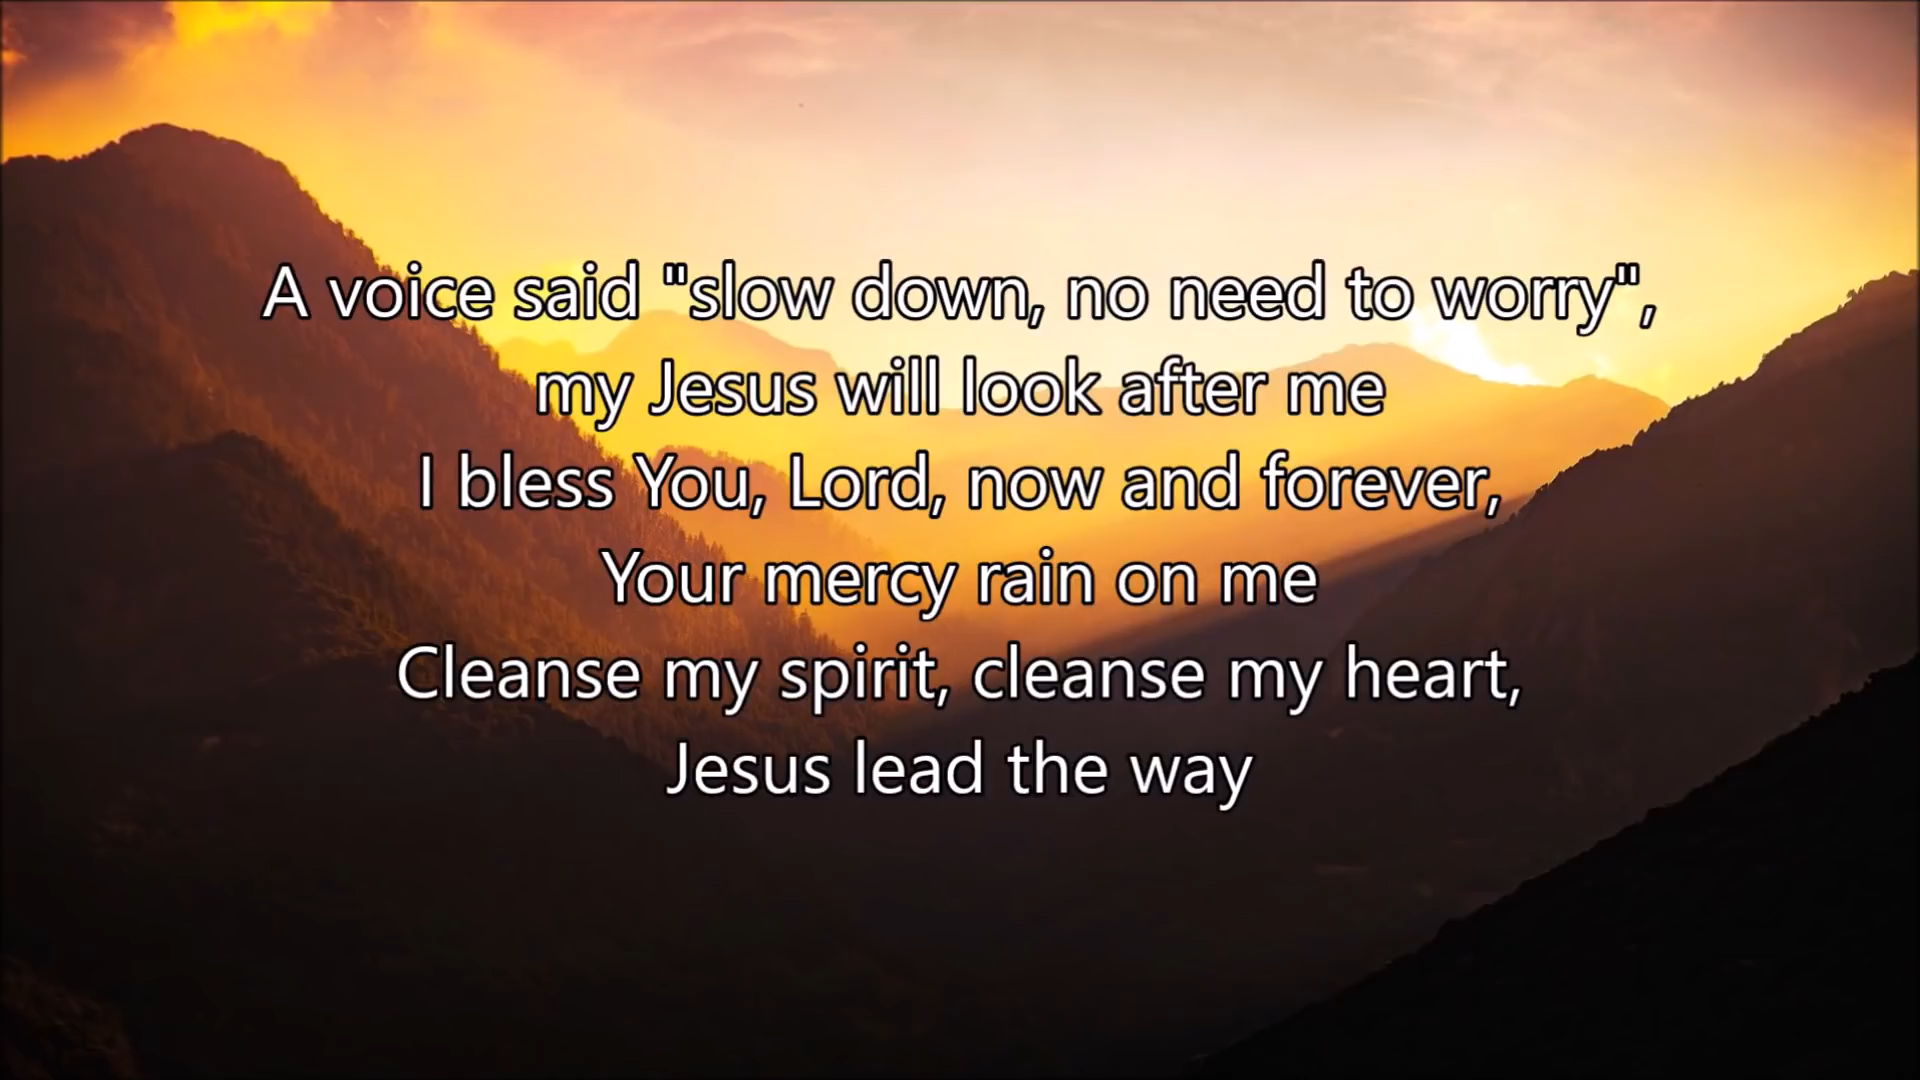 A voice said "slow down, no need to worry",
my Jesus will look after me
I bless You, Lord, now and forever,
Your mercy rain on me
Cleanse my spirit, cleanse my heart,
Jesus lead the way